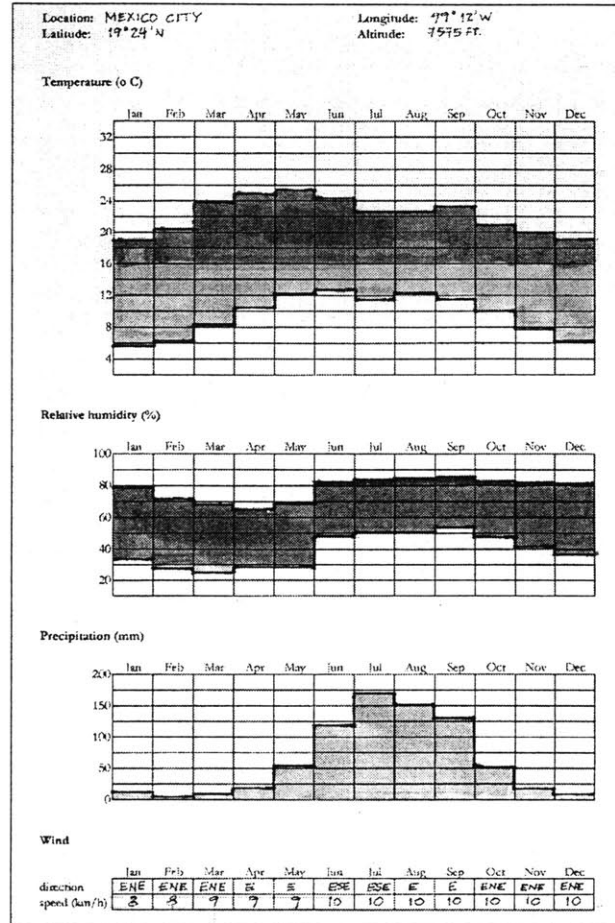 Location: MEXICO CITY Longitude: 99°12'W
Latitude: 19°24'N Altitude: 7575 FT.
Temperature (o C)
Jan Feb Mar Apr May Jun Jul Aug Sep Oct Nov Dec
32
28
24
20
16
12
8
4
Relative humidity (%)
Jan Feb Mar Apr May Jun Jul Aug Sep Oct Nov Dec
100
80
60
40
20
Precipitation (mm)
Jan Feb Mar Apr May Jun Jul Aug Sep Oct Nov Dec
200
150
100
50
0
Wind
Jan Feb Mar Apr May Jun Jul Aug Sep Oct Nov Dec
direction ENE ENE ENE E E ESE ESE E E ENE ENE ENE
speed (km/h) 8 8 9 9 9 10 10 10 10 10 10 10